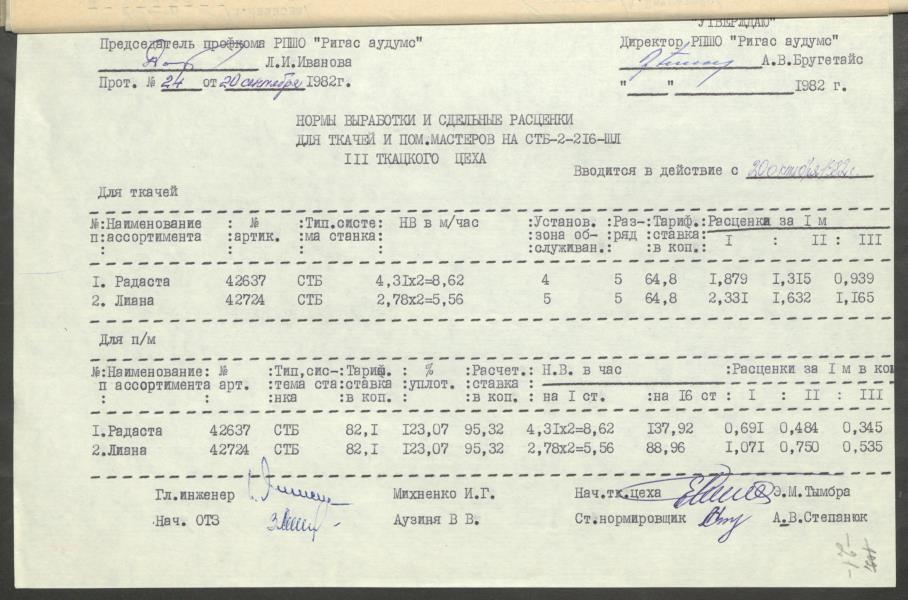 "УТВЕРЖДАЮ"
Председатель профкома РПШО "Ригас аудумс"
Директор РПШО "Ригас аудумс"
Л.И.Иванова
А.В.Бругетайс
Прот. № 24 от 20 сентября 1982г.
" " 1982 г.
НОРМЫ ВЫРАБОТКИ И СДЕЛЬНЫЕ РАСЦЕНКИ
ДЛЯ ТКАЧЕЙ И ПОМ.МАСТЕРОВ НА СТБ-2-216-ШЛ
III ТКАЦКОГО ЦЕХА
Вводится в действие с 20 октября 1982г.
Для ткачей
№:Наименование : № :Тип.систе- НВ в м/час :Установ. :Раз-:Тариф.:Расценки за I м
п:ассортимента :артик. :ма станка: :зона об- :ряд :ставка: I : II : III
: : : : :служиван.: :в коп.:
I. Радаста 42637 СТБ 4,3Iх2=8,62 4 5 64,8 I,879 I,3I5 0,939
2. Лиана 42724 СТБ 2,78х2=5,56 5 5 64,8 2,33I I,632 I,I65
Для п/м
№:Наименование: № :Тип,сис-:Тариф. : % :Расчет.: Н.В. в час :Расценки за I м в коп
п ассортимента арт. :тема ста-:ставка :уплот. :ставка :
: : :нка :в коп. : :в коп. : на I ст. :на I6 ст : I : II : III
I.Радаста 42637 СТБ 82,I I23,07 95,32 4,3Iх2=8,62 I37,92 0,69I 0,484 0,345
2.Лиана 42724 СТБ 82,I I23,07 95,32 2,78х2=5,56 88,96 I,07I 0,750 0,535
Гл.инженер Михненко И.Г. Нач.тк.цеха Э.М.Тымбра
Нач. ОТЗ Аузиня В В. Ст.нормировщик А.В.Степанюк